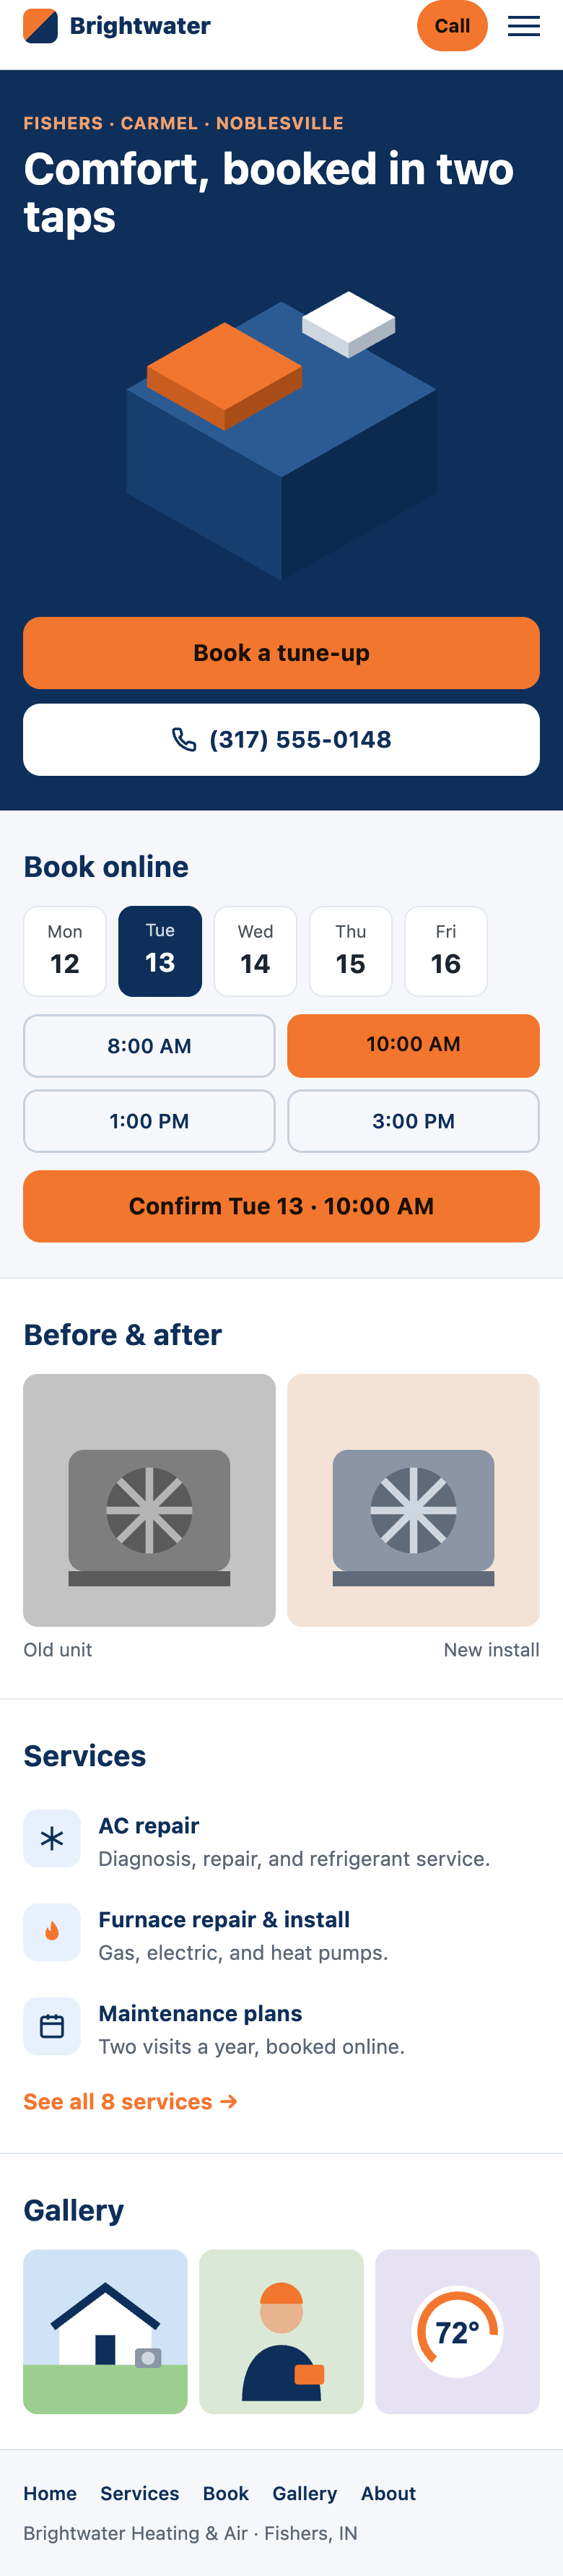 Brightwater
Call
FISHERS · CARMEL · NOBLESVILLE
Comfort, booked in two
taps
Book a tune-up
(317) 555-0148
Book online
Mon Tue Wed Thu Fri
12 13 14 15 16
8:00 AM 10:00 AM
1:00 PM 3:00 PM
Confirm Tue 13 · 10:00 AM
Before & after
Old unit New install
Services
AC repair
Diagnosis, repair, and refrigerant service.
Furnace repair & install
Gas, electric, and heat pumps.
Maintenance plans
Two visits a year, booked online.
See all 8 services →
Gallery
72°
Home Services Book Gallery About
Brightwater Heating & Air · Fishers, IN